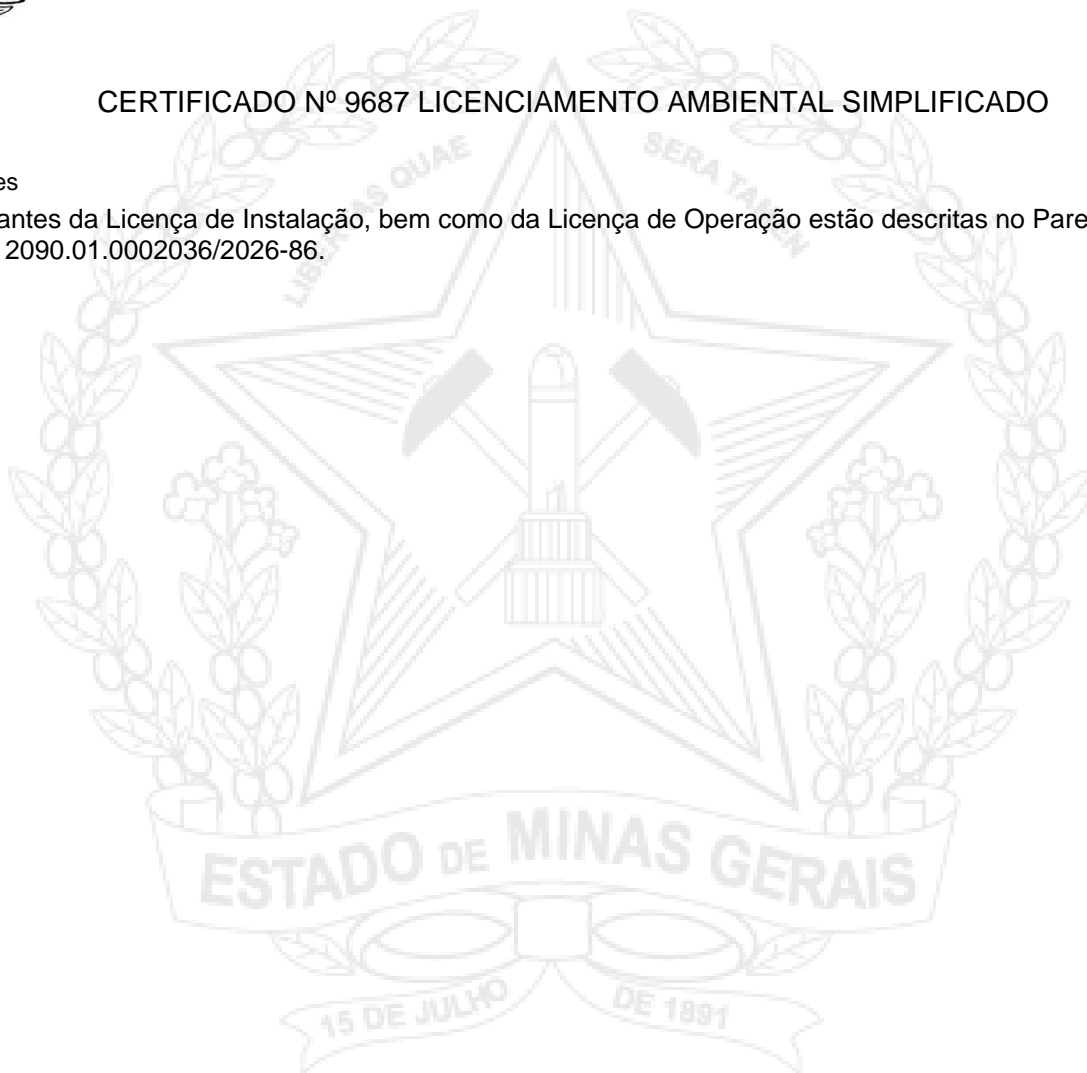 CERTIFICADO Nº 9687 LICENCIAMENTO AMBIENTAL SIMPLIFICADO
LIBERTAS QUAE SERA TAMEN
es
antes da Licença de Instalação, bem como da Licença de Operação estão descritas no Pare
2090.01.0002036/2026-86.
ESTADO DE MINAS GERAIS
15 DE JULHO DE 1891